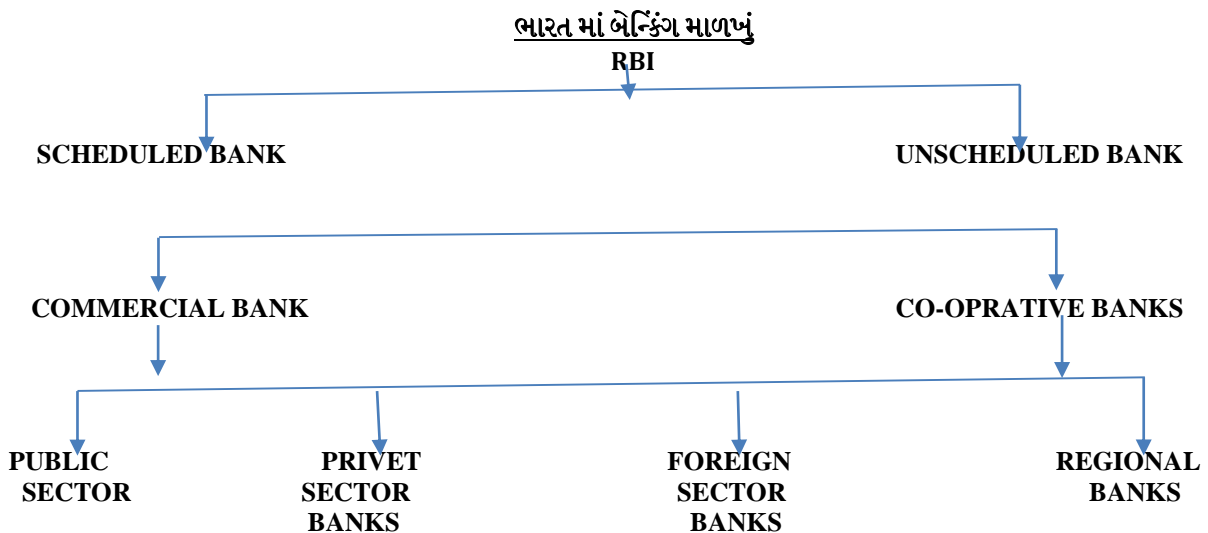 ભારત માં બેન્કિંગ માળખું
RBI
SCHEDULED BANK UNSCHEDULED BANK
COMMERCIAL BANK CO-OPRATIVE BANKS
PUBLIC PRIVET FOREIGN REGIONAL
SECTOR SECTOR SECTOR BANKS
BANKS BANKS